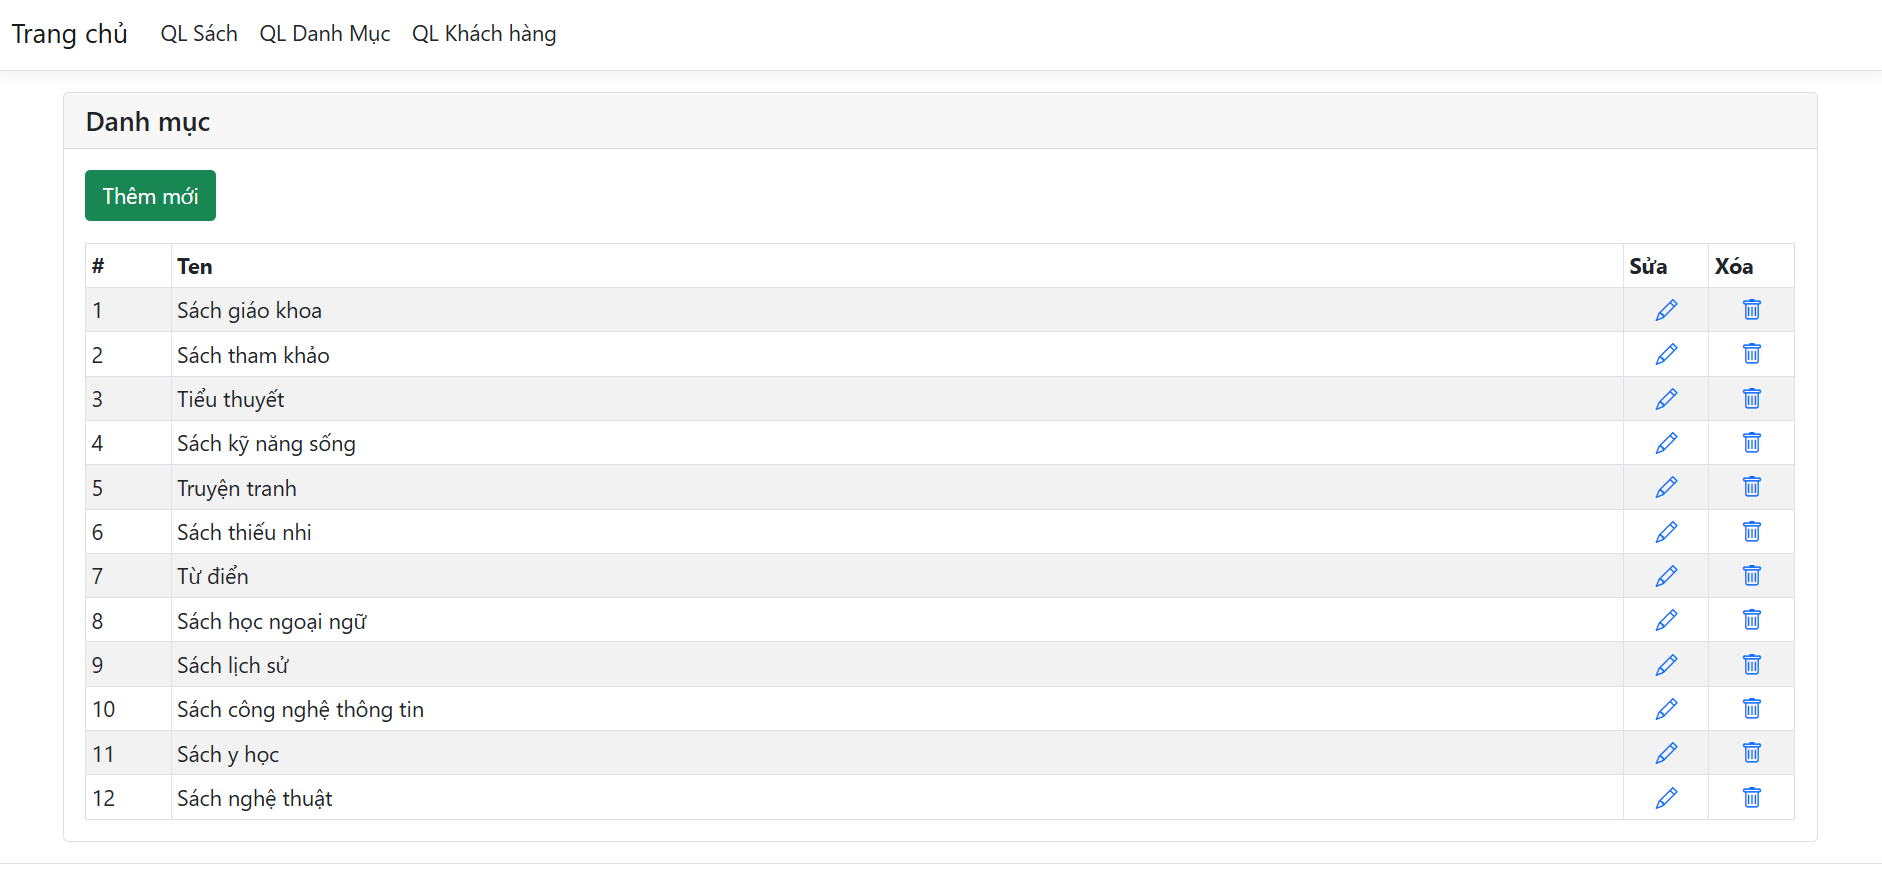 Trang chủ QL Sách QL Danh Mục QL Khách hàng
Danh mục
Thêm mới
# Ten Sửa Xóa
1 Sách giáo khoa
2 Sách tham khảo
3 Tiểu thuyết
4 Sách kỹ năng sống
5 Truyện tranh
6 Sách thiếu nhi
7 Từ điển
8 Sách học ngoại ngữ
9 Sách lịch sử
10 Sách công nghệ thông tin
11 Sách y học
12 Sách nghệ thuật